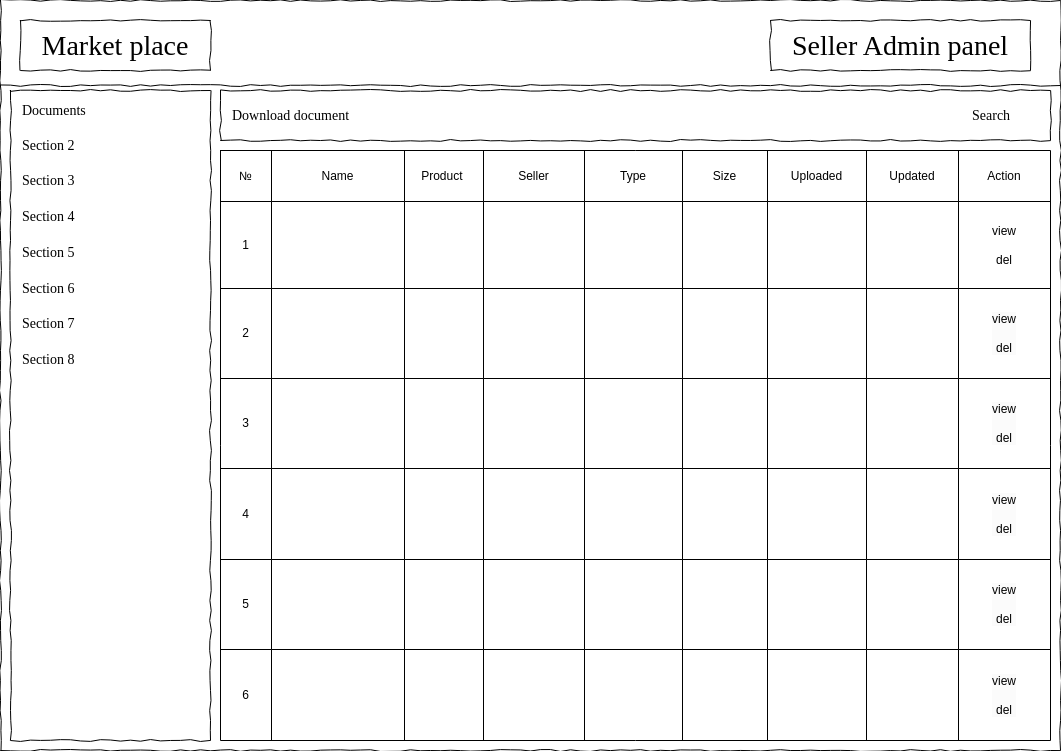 Market place
Seller Admin panel
Documents
Section 2
Section 3
Section 4
Section 5
Section 6
Section 7
Section 8
Download document Search
№ Name Product Seller Type Size Uploaded Updated Action
1 view
del
2 view
del
3 view
del
4 view
del
5 view
del
6 view
del